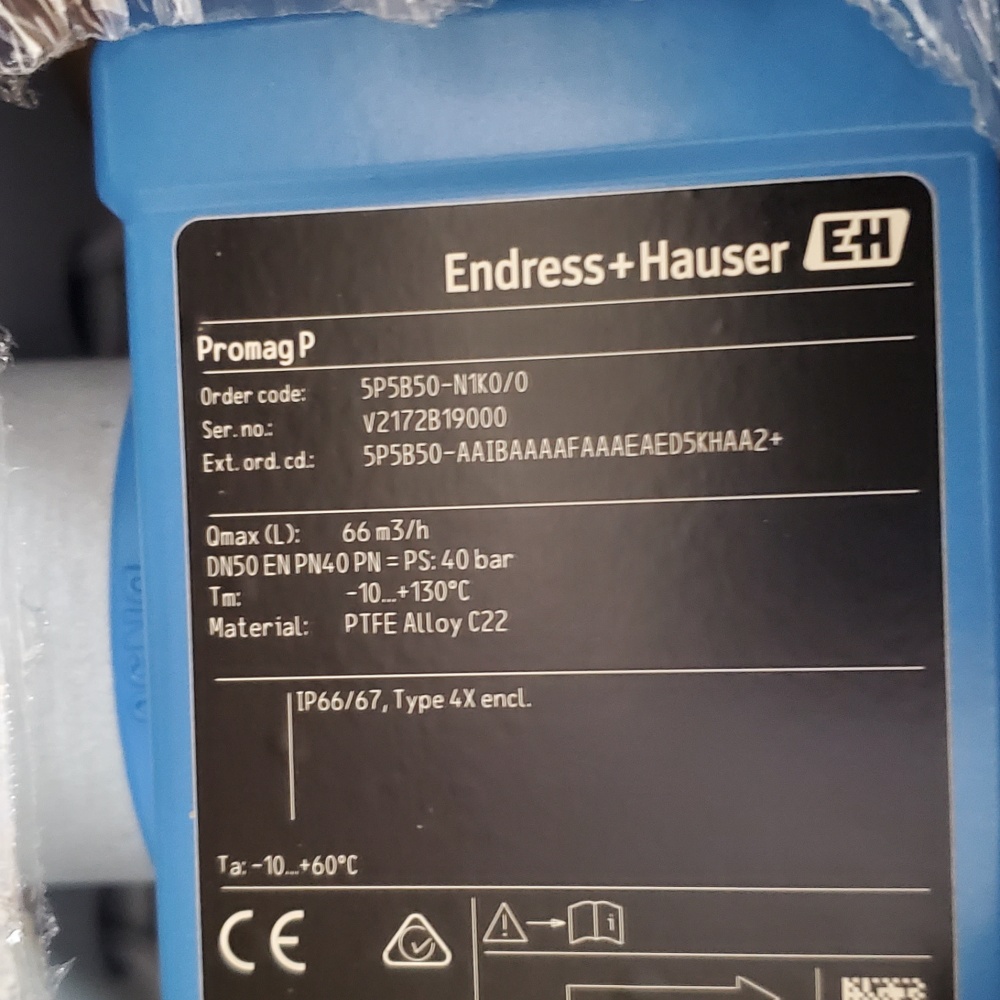 Endress+Hauser EH
Promag P
Order code: 5P5B50-N1K0/0
Ser. no.: V2172B19000
Ext. ord. cd.: 5P5B50-AAIBAAAAFAAAEAED5KHAA2+
Qmax (L): 66 m3/h
DN50 EN PN40 PN = PS: 40 bar
Tm: -10...+130°C
Material: PTFE Alloy C22
IP66/67, Type 4X encl.
Ta: -10...+60°C
CE